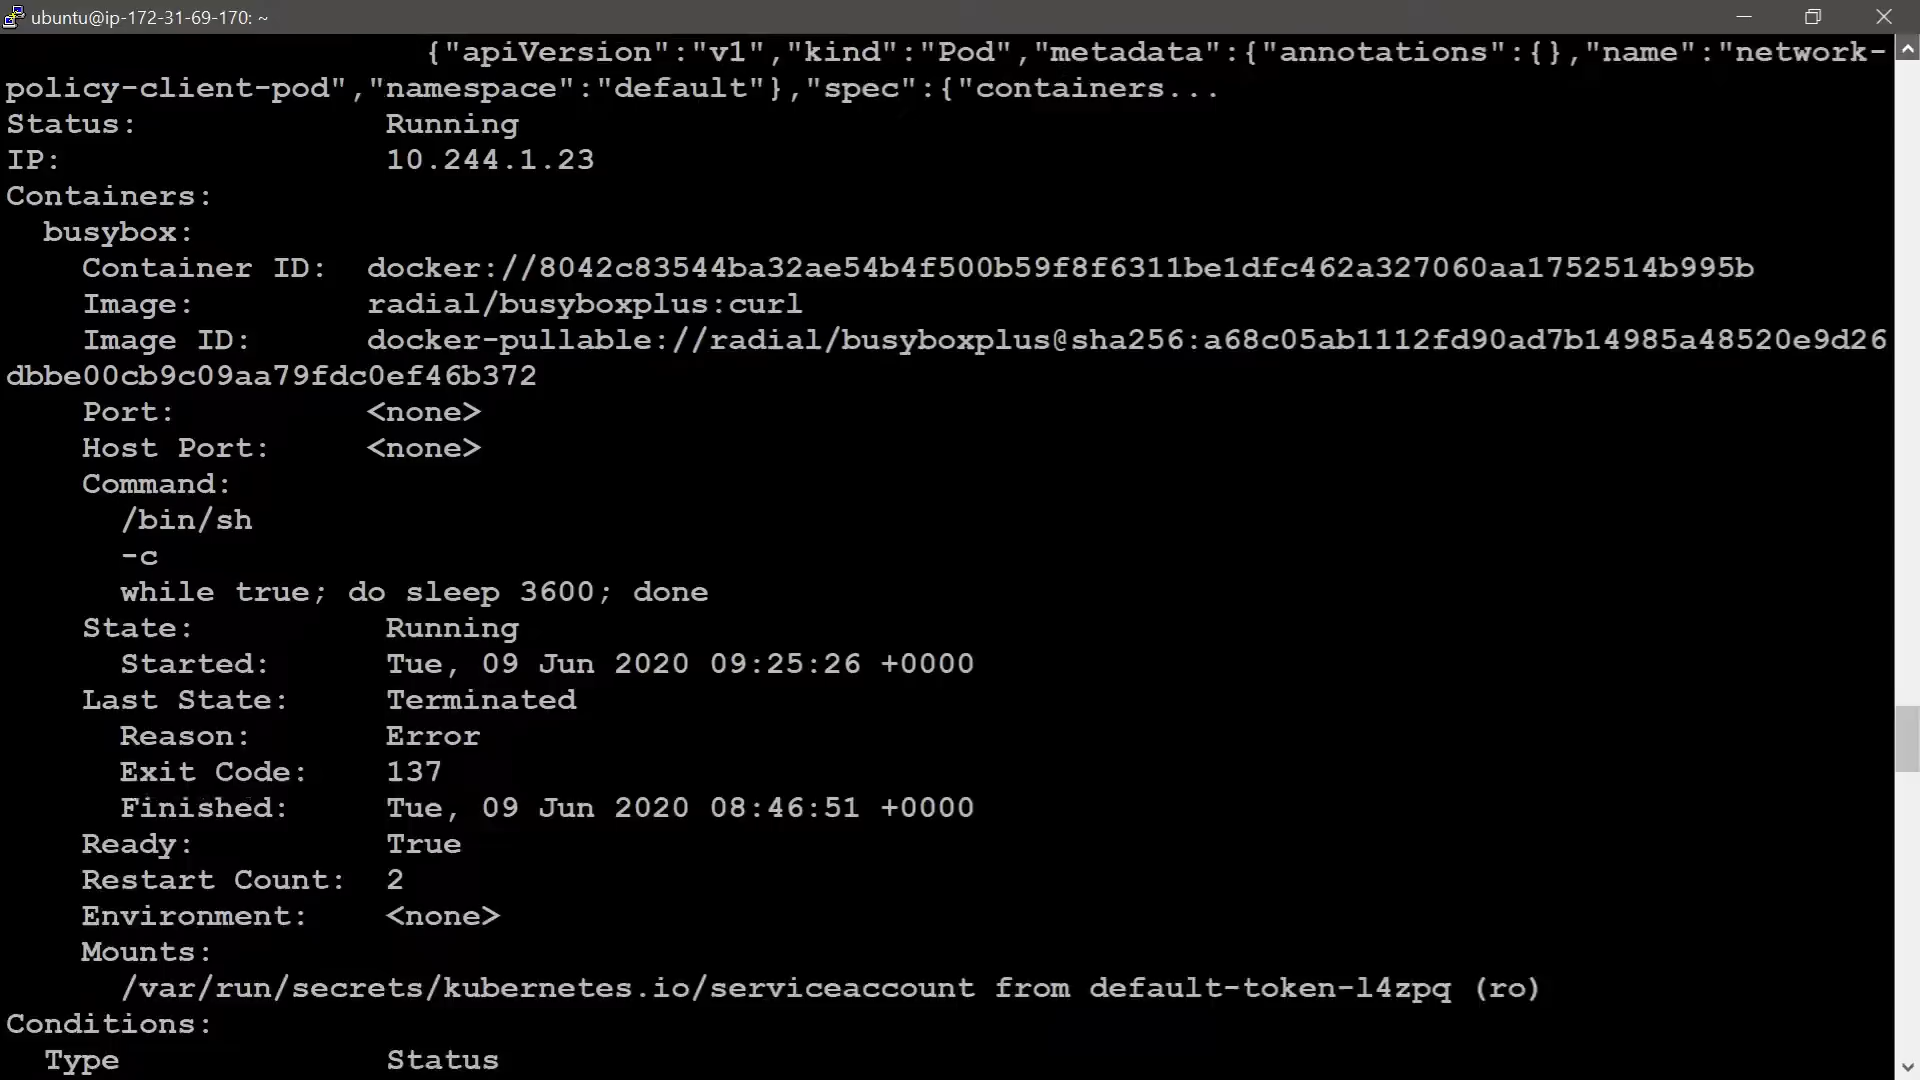 ubuntu@ip-172-31-69-170: ~
{"apiVersion":"v1","kind":"Pod","metadata":{"annotations":{},"name":"network-
policy-client-pod","namespace":"default"},"spec":{"containers...
Status: Running
IP: 10.244.1.23
Containers:
busybox:
Container ID: docker://8042c83544ba32ae54b4f500b59f8f6311be1dfc462a327060aa1752514b995b
Image: radial/busyboxplus:curl
Image ID: docker-pullable://radial/busyboxplus@sha256:a68c05ab1112fd90ad7b14985a48520e9d26
dbbe00cb9c09aa79fdc0ef46b372
Port: <none>
Host Port: <none>
Command:
/bin/sh
-c
while true; do sleep 3600; done
State: Running
Started: Tue, 09 Jun 2020 09:25:26 +0000
Last State: Terminated
Reason: Error
Exit Code: 137
Finished: Tue, 09 Jun 2020 08:46:51 +0000
Ready: True
Restart Count: 2
Environment: <none>
Mounts:
/var/run/secrets/kubernetes.io/serviceaccount from default-token-l4zpq (ro)
Conditions:
Type Status